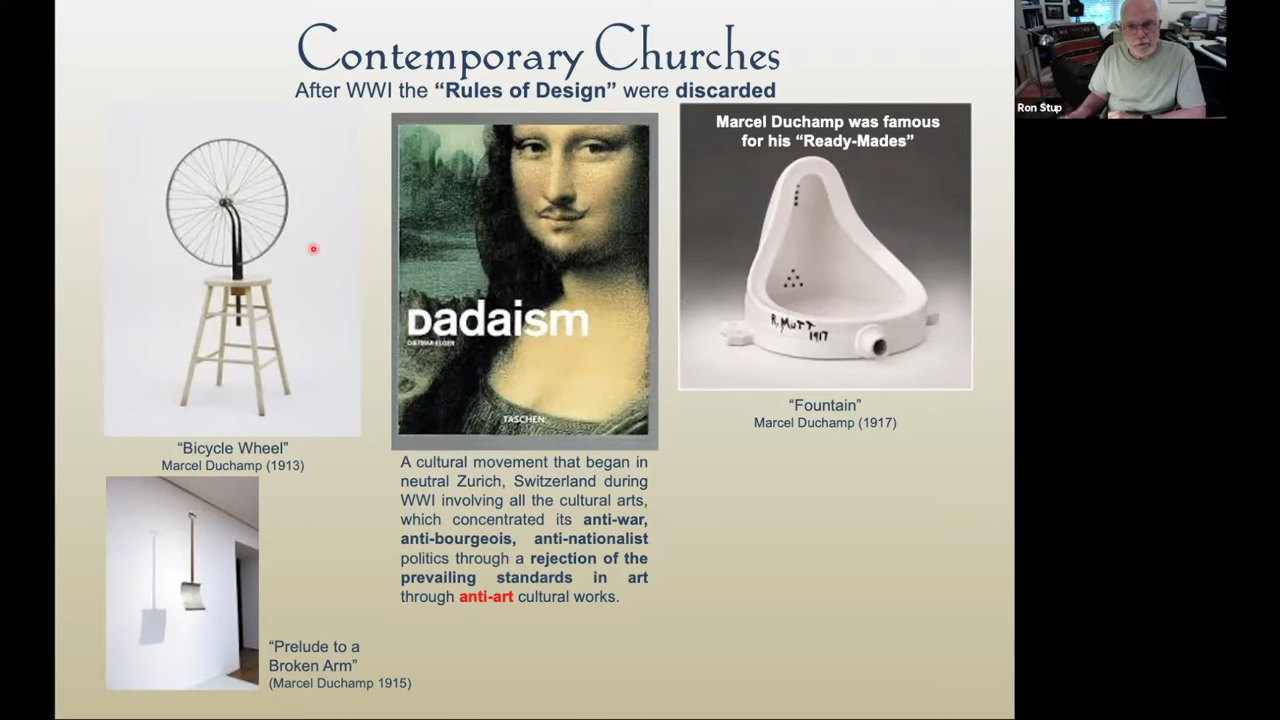 Contemporary Churches
After WWI the “Rules of Design” were discarded
Ron Stup
Marcel Duchamp was famous
for his “Ready-Mades”
R. MUTT
1917
Dadaism
DIETMAR ELGER
TASCHEN
“Bicycle Wheel”
Marcel Duchamp (1913)
“Fountain”
Marcel Duchamp (1917)
A cultural movement that began in
neutral Zurich, Switzerland during
WWI involving all the cultural arts,
which concentrated its anti-war,
anti-bourgeois, anti-nationalist
politics through a rejection of the
prevailing standards in art
through anti-art cultural works.
“Prelude to a
Broken Arm”
(Marcel Duchamp 1915)